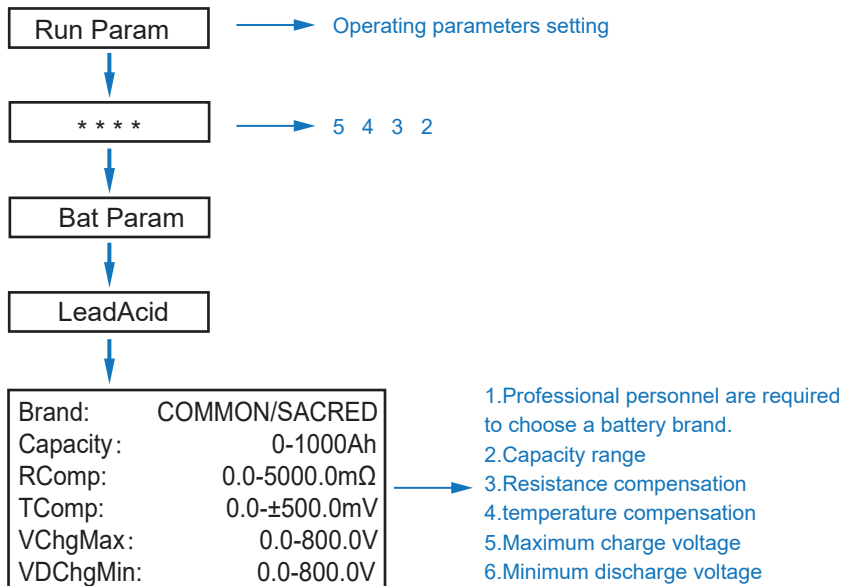 Run Param
Operating parameters setting
* * * *
5 4 3 2
Bat Param
LeadAcid
Brand: COMMON/SACRED
Capacity: 0-1000Ah
RComp: 0.0-5000.0mΩ
TComp: 0.0-±500.0mV
VChgMax: 0.0-800.0V
VDChgMin: 0.0-800.0V
1.Professional personnel are required
to choose a battery brand.
2.Capacity range
3.Resistance compensation
4.temperature compensation
5.Maximum charge voltage
6.Minimum discharge voltage